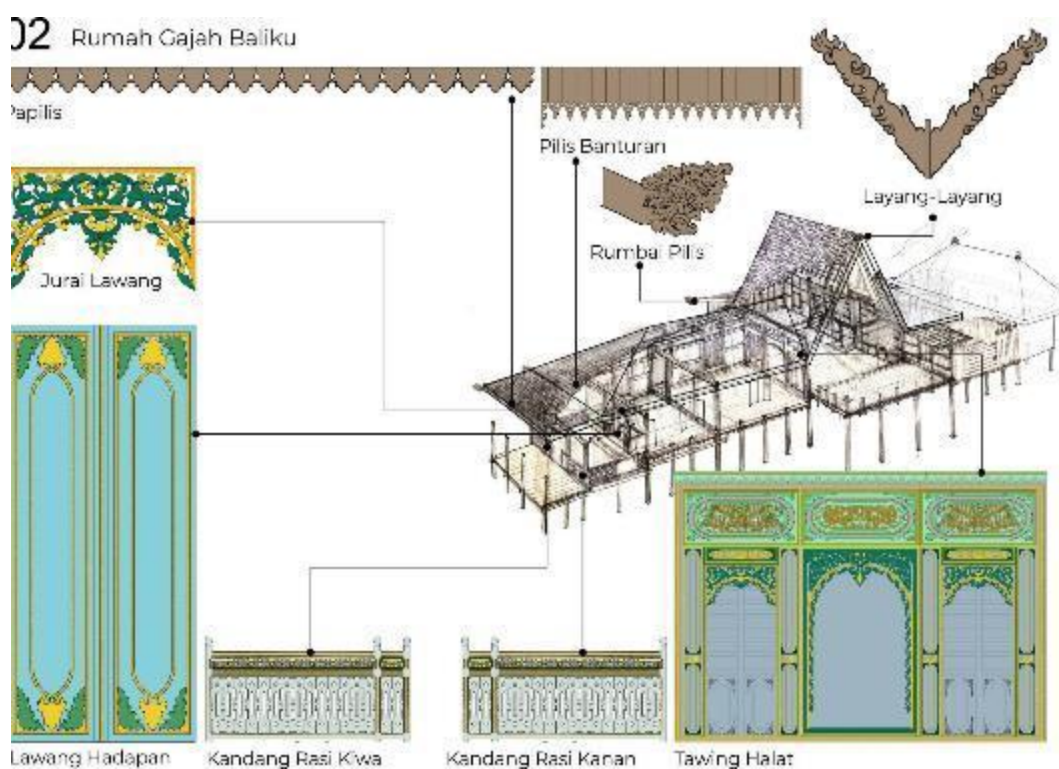 02 Rumah Gajah Baliku
Papilis
Pilis Banturan
Layang-Layang
Rumbai Pilis
Jurai Lawang
Lawang Hadapan
Kandang Rasi Kiwa
Kandang Rasi Kanan
Tawing Halat